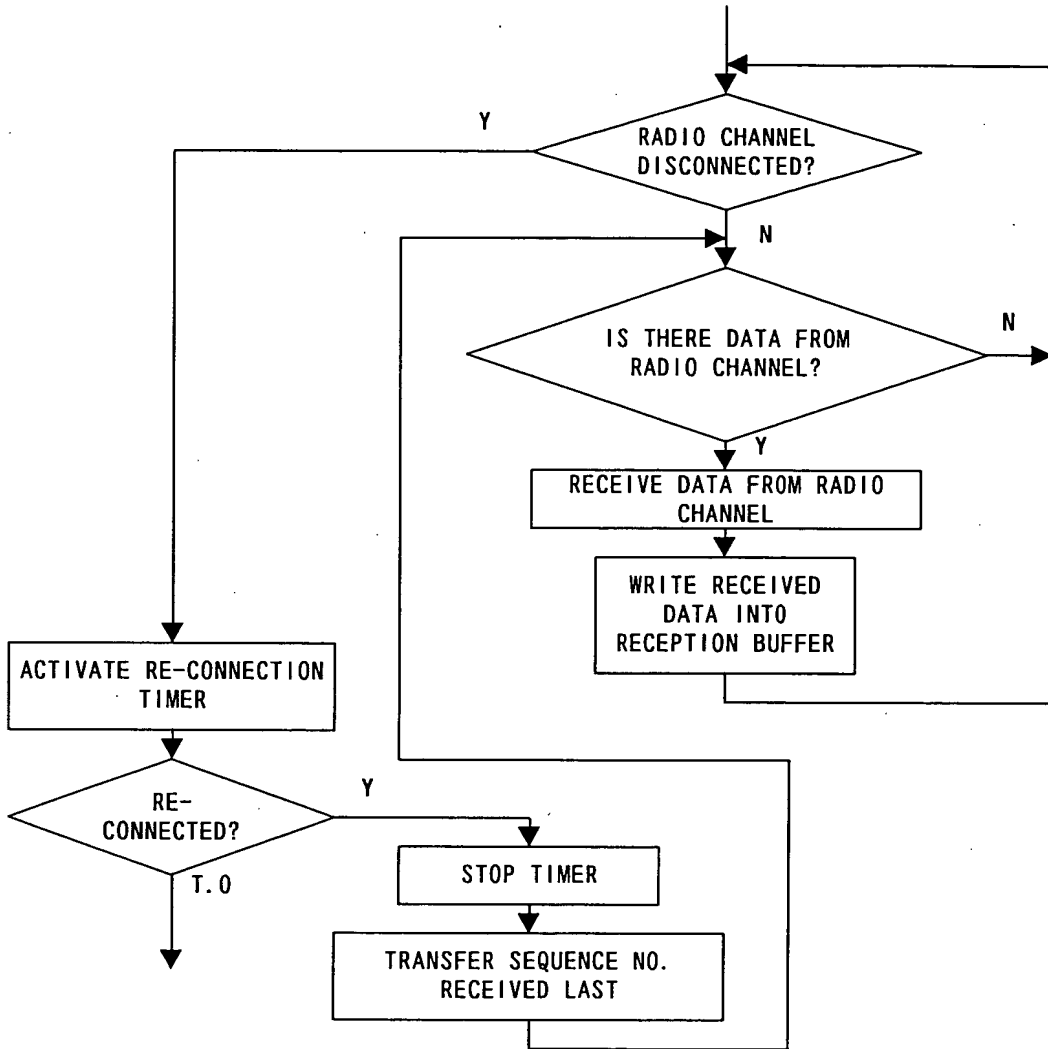 Y
RADIO CHANNEL
DISCONNECTED?
N
IS THERE DATA FROM
RADIO CHANNEL?
N
Y
RECEIVE DATA FROM RADIO
CHANNEL
WRITE RECEIVED
DATA INTO
RECEPTION BUFFER
ACTIVATE RE-CONNECTION
TIMER
RE-
CONNECTED?
Y
T.O
STOP TIMER
TRANSFER SEQUENCE NO.
RECEIVED LAST